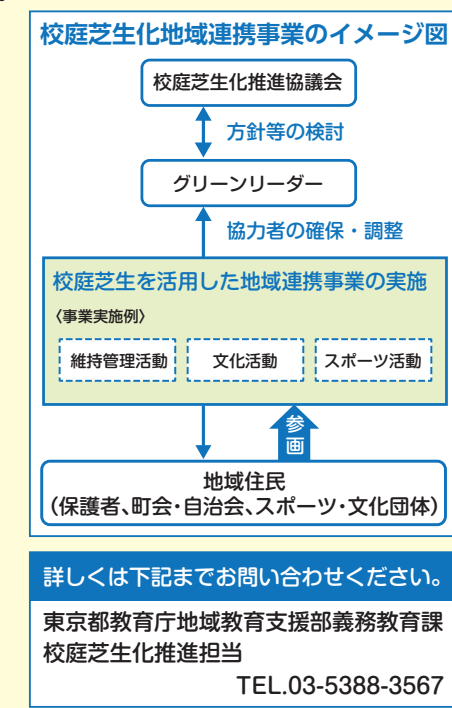 校庭芝生化地域連携事業のイメージ図
校庭芝生化推進協議会
方針等の検討
グリーンリーダー
協力者の確保・調整
校庭芝生を活用した地域連携事業の実施
〈事業実施例〉
維持管理活動
文化活動
スポーツ活動
参画
地域住民
(保護者、町会・自治会、スポーツ・文化団体)
詳しくは下記までお問い合わせください。
東京都教育庁地域教育支援部義務教育課
校庭芝生化推進担当
TEL.03-5388-3567